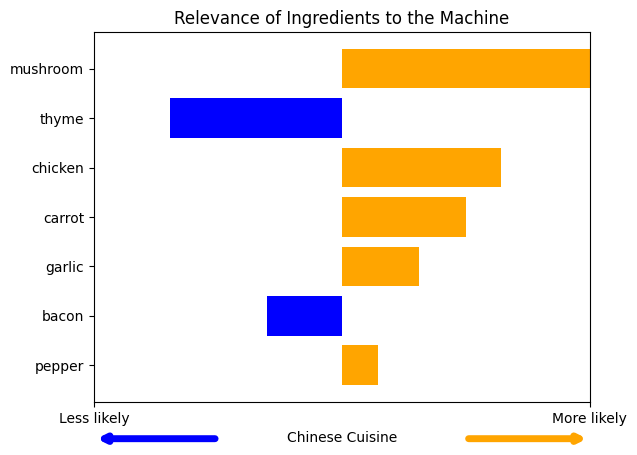 Relevance of Ingredients to the Machine
mushroom
thyme
chicken
carrot
garlic
bacon
pepper
Less likely
More likely
Chinese Cuisine